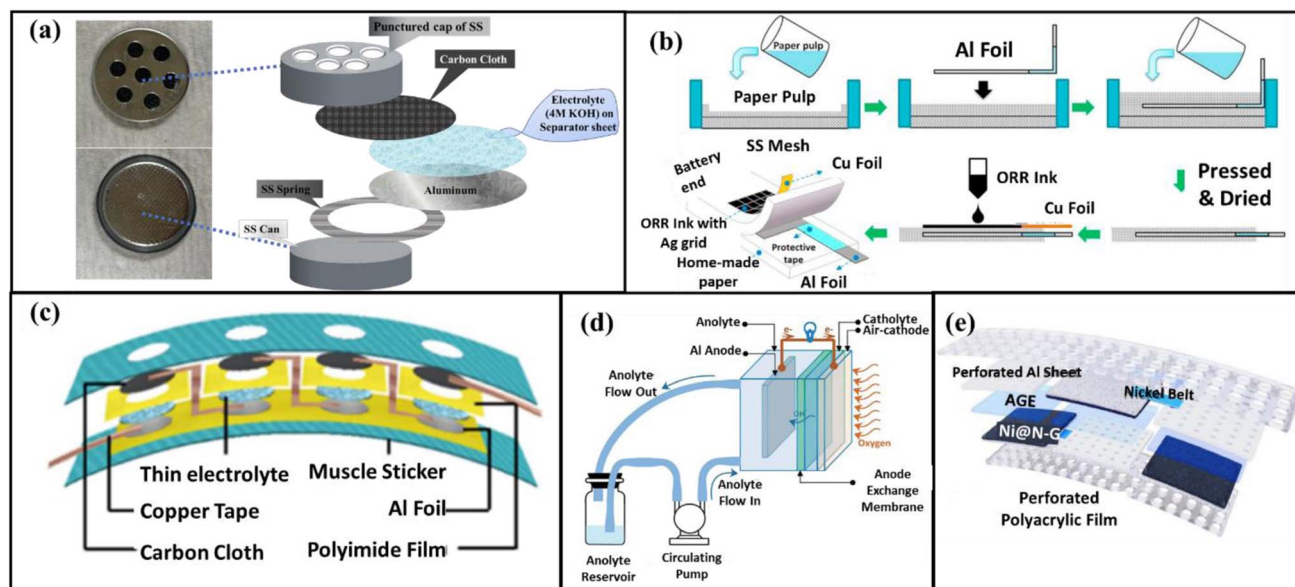 (a)
Punctured cap of SS
Carbon Cloth
Electrolyte
(4M KOH) on
Separator sheet
Aluminum
SS Spring
SS Can
(b)
Paper pulp
Paper Pulp
Al Foil
SS Mesh
Battery
end
Cu Foil
ORR Ink
Cu Foil
Pressed
& Dried
ORR Ink with
Ag grid
Home-made
paper
Protective
tape
Al Foil
(c)
Thin electrolyte
Muscle Sticker
Copper Tape
Al Foil
Carbon Cloth
Polyimide Film
(d)
Anolyte
Al Anode
Catholyte
Air-cathode
e-
e-
Anolyte
Flow Out
OH-
Oxygen
Anolyte
Flow In
Anode
Exchange
Membrane
Anolyte
Reservoir
Circulating
Pump
(e)
Perforated Al Sheet
Nickel Belt
AGE
Ni@N-G
Perforated
Polyacrylic Film